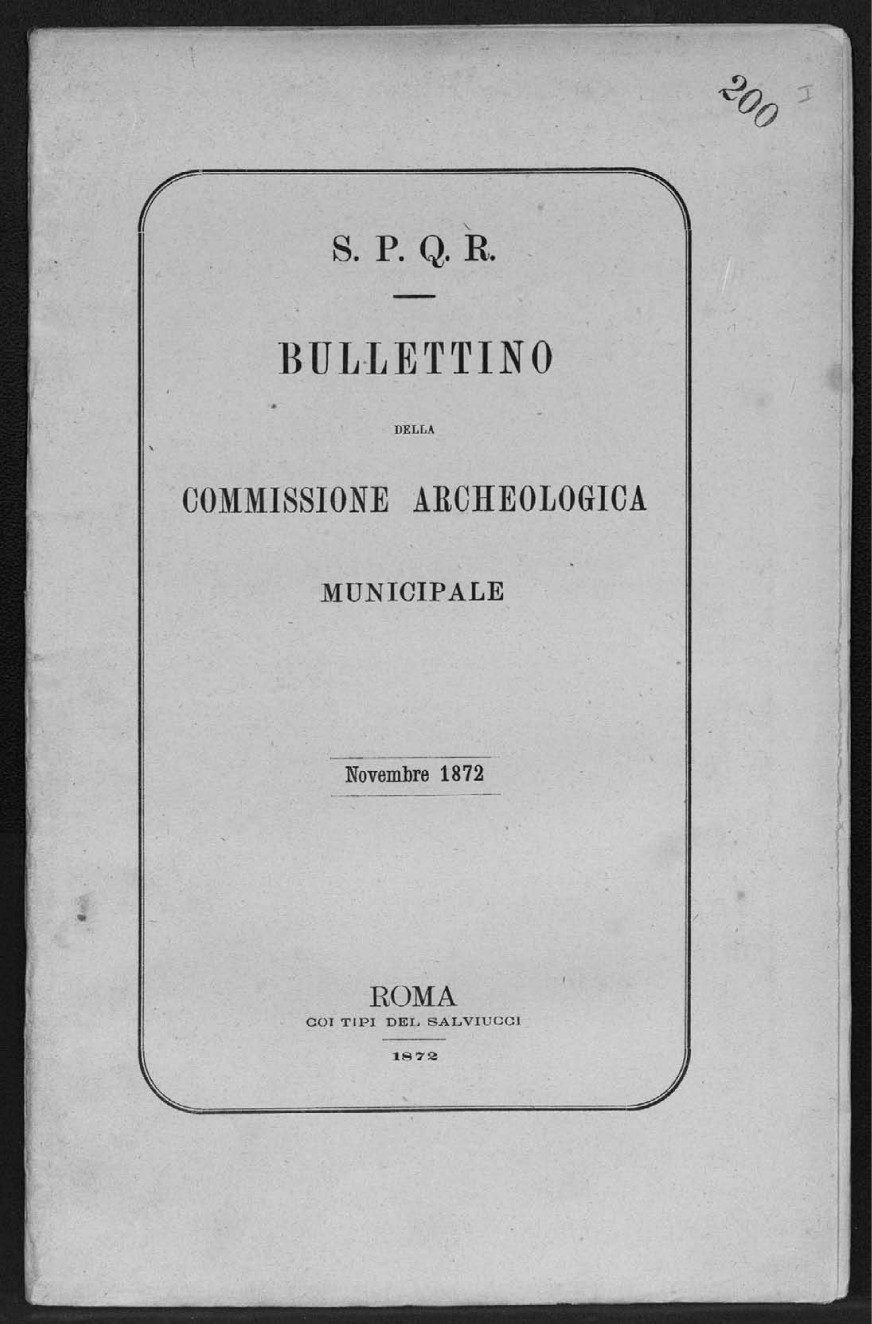 200 I
S. P. Q. R.
BULLETTINO
DELLA
COMMISSIONE ARCHEOLOGICA
MUNICIPALE
Novembre 1872
ROMA
COI TIPI DEL SALVIUCCI
1872